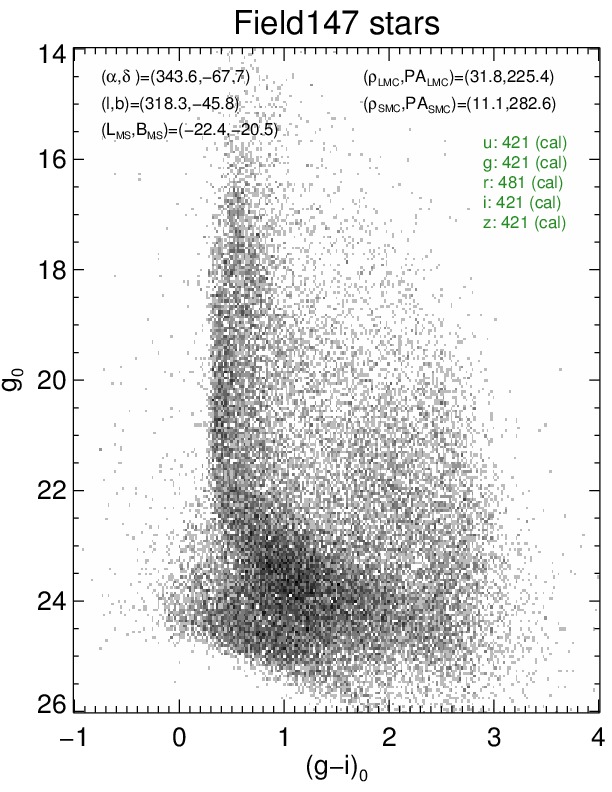 Field147 stars
(α,δ )=(343.6,−67.7) (ρLMC,PALMC)=(31.8,225.4)
(l,b)=(318.3,−45.8) (ρSMC,PASMC)=(11.1,282.6)
(LMS,BMS)=(−22.4,−20.5)
u: 421 (cal)
g: 421 (cal)
r: 481 (cal)
i: 421 (cal)
z: 421 (cal)
14
16
18
20
22
24
26
g0
−1 0 1 2 3 4
(g−i)0